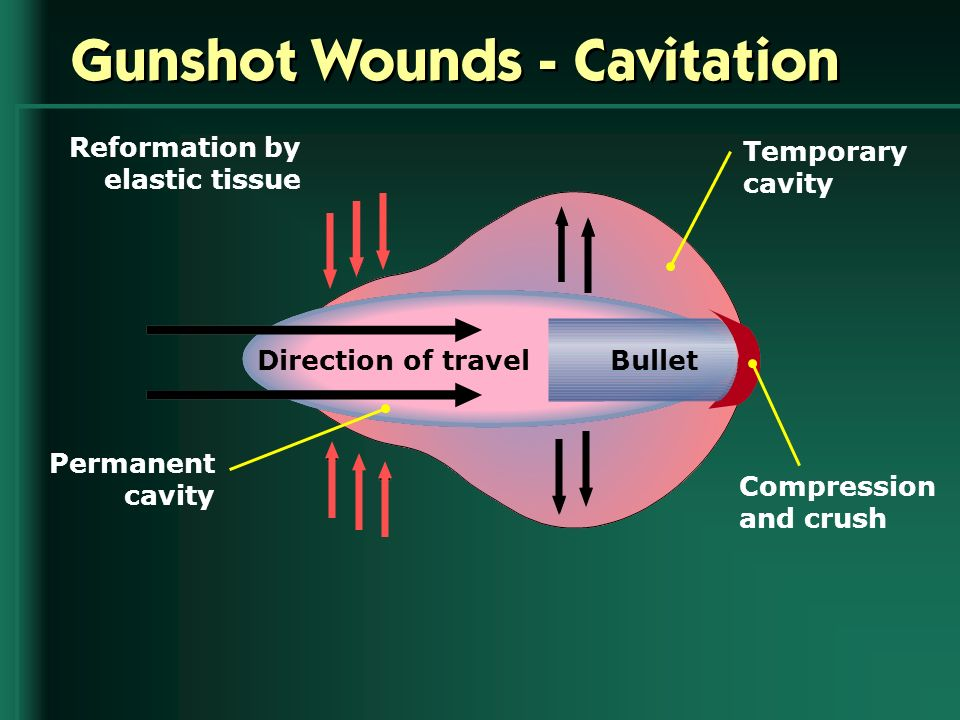 Gunshot Wounds - Cavitation
Reformation by
elastic tissue
Temporary
cavity
Direction of travel
Bullet
Permanent
cavity
Compression
and crush